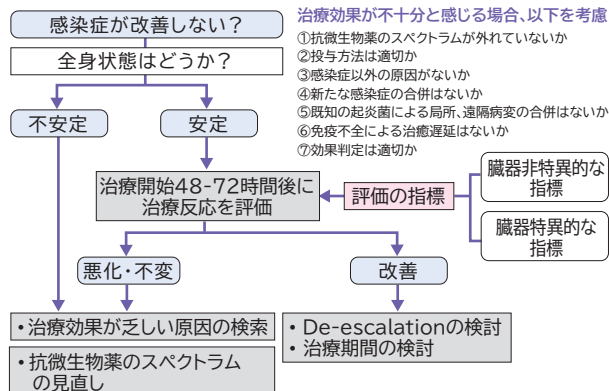 感染症が改善しない？
全身状態はどうか？
不安定
安定
治療開始48-72時間後に
治療反応を評価
評価の指標
臓器非特異的な
指標
臓器特異的な
指標
悪化・不変
改善
・治療効果が乏しい原因の検索
・抗微生物薬のスペクトラム
の見直し
・De-escalationの検討
・治療期間の検討
治療効果が不十分と感じる場合、以下を考慮
①抗微生物薬のスペクトラムが外れていないか
②投与方法は適切か
③感染症以外の原因がないか
④新たな感染症の合併はないか
⑤既知の起炎菌による局所、遠隔病変の合併はないか
⑥免疫不全による治癒遅延はないか
⑦効果判定は適切か